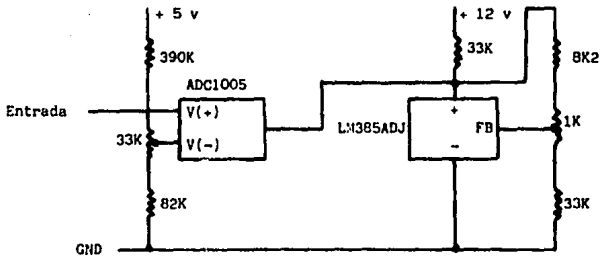 + 5 v
+ 12 v
390K
33K
8K2
ADC1005
Entrada
V(+)
LM385ADJ
+
FB
1K
33K
V(-)
-
82K
33K
GND